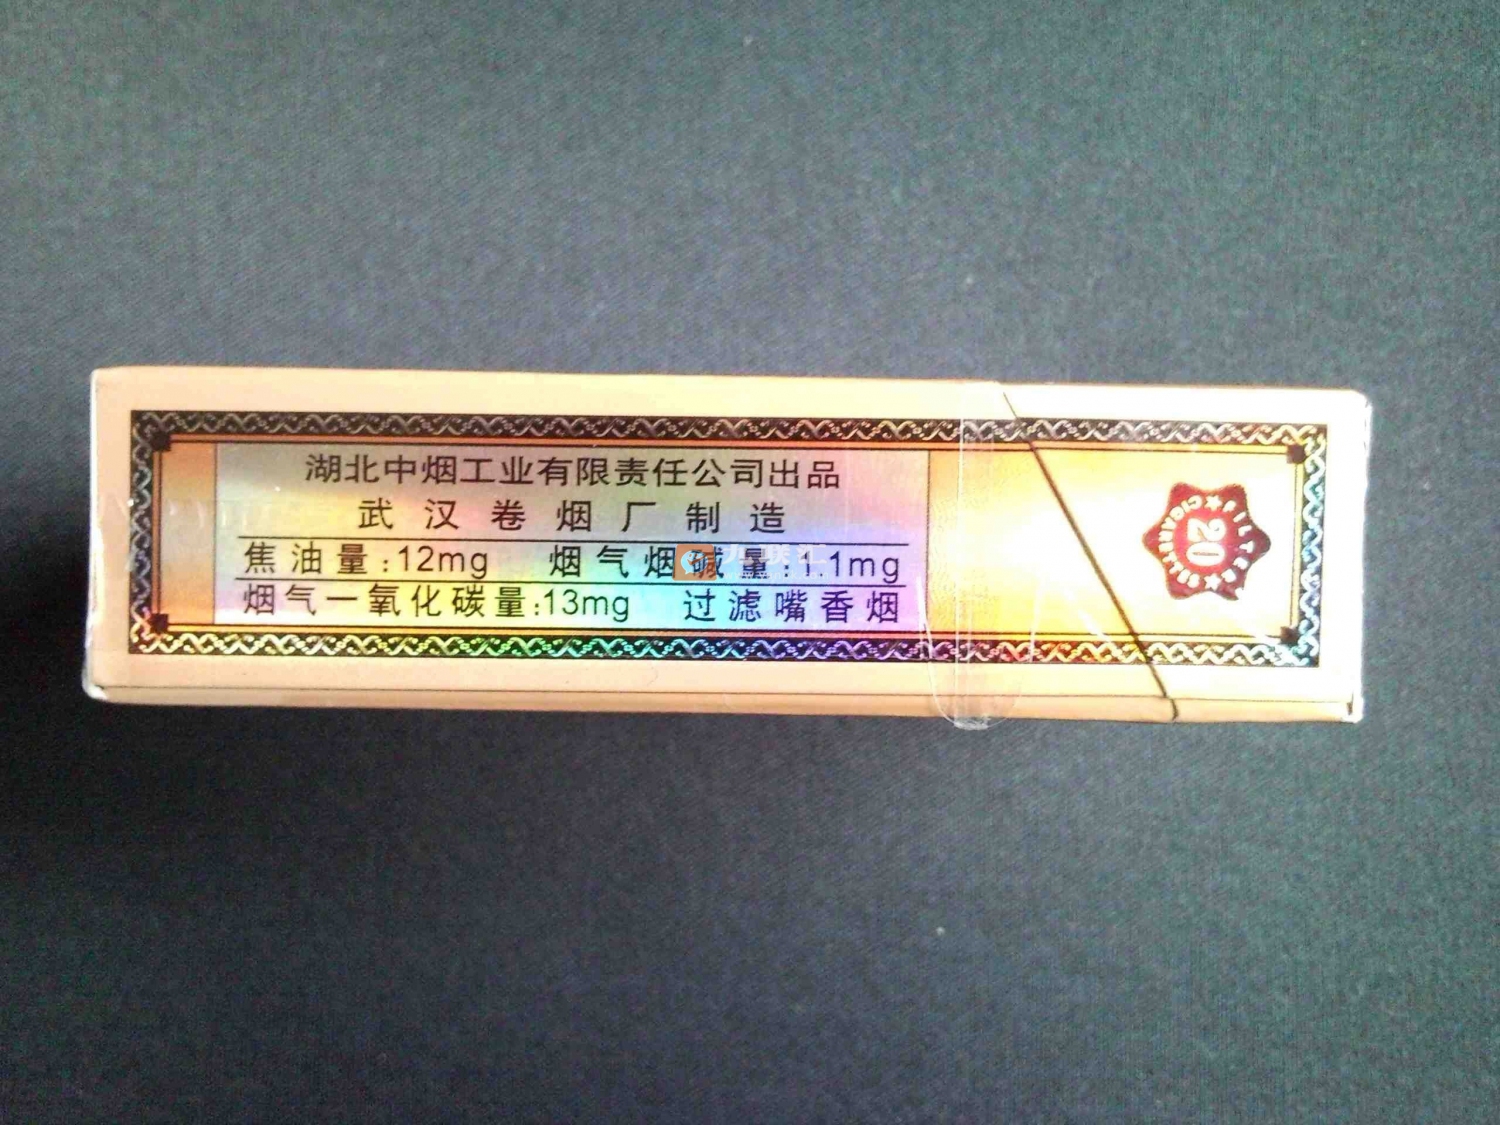 湖北中烟工业有限责任公司出品
武汉卷烟厂制造
焦油量:12mg 烟气烟碱量:1.1mg
烟气一氧化碳量:13mg 过滤嘴香烟
FILTER
20
CIGARETTES